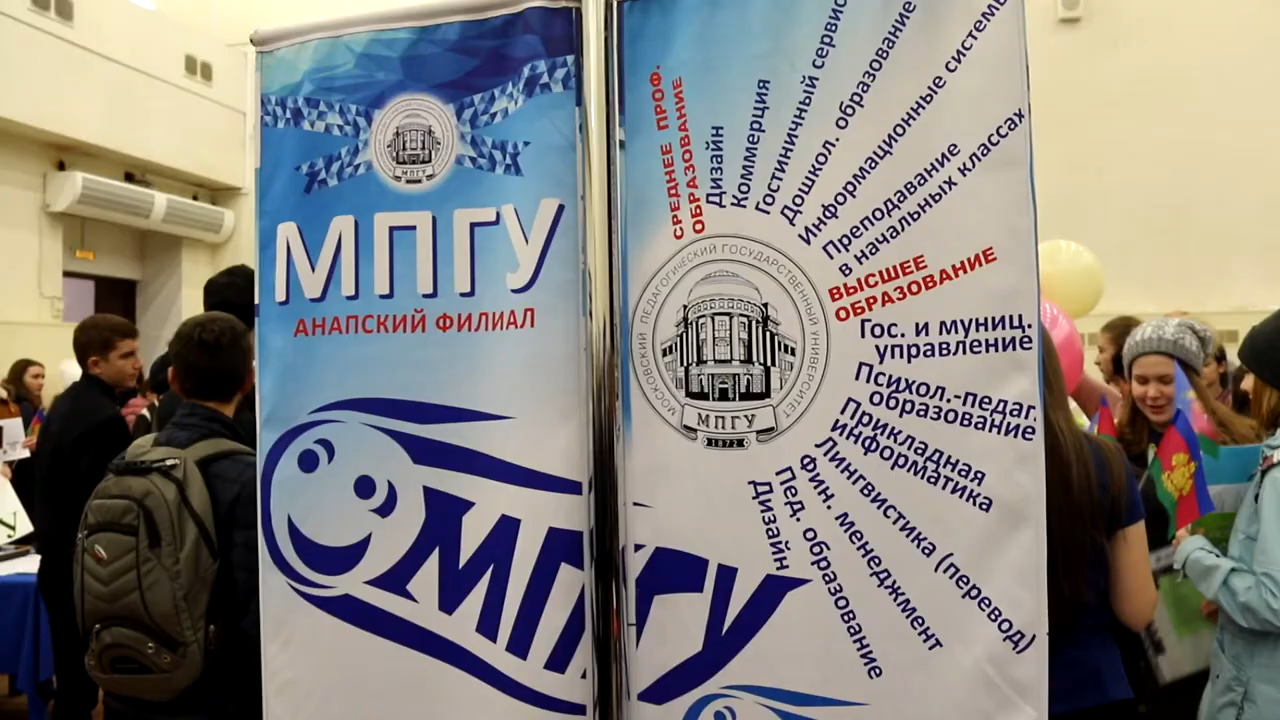 МПГУ
АНАПСКИЙ ФИЛИАЛ
МПГУ
СРЕДНЕЕ ПРОФ.
ОБРАЗОВАНИЕ
Дизайн
Коммерция
Гостиничный сервис
Дошкол. образование
Информационные системы
Преподавание
в начальных классах
ВЫСШЕЕ
ОБРАЗОВАНИЕ
Гос. и муниц.
управление
Психол.-педаг.
образование
Прикладная
информатика
Лингвистика (перевод)
Фин. менеджмент
Пед. образование
Дизайн
МОСКОВСКИЙ ПЕДАГОГИЧЕСКИЙ ГОСУДАРСТВЕННЫЙ УНИВЕРСИТЕТ
МПГУ
1872
МПГУ